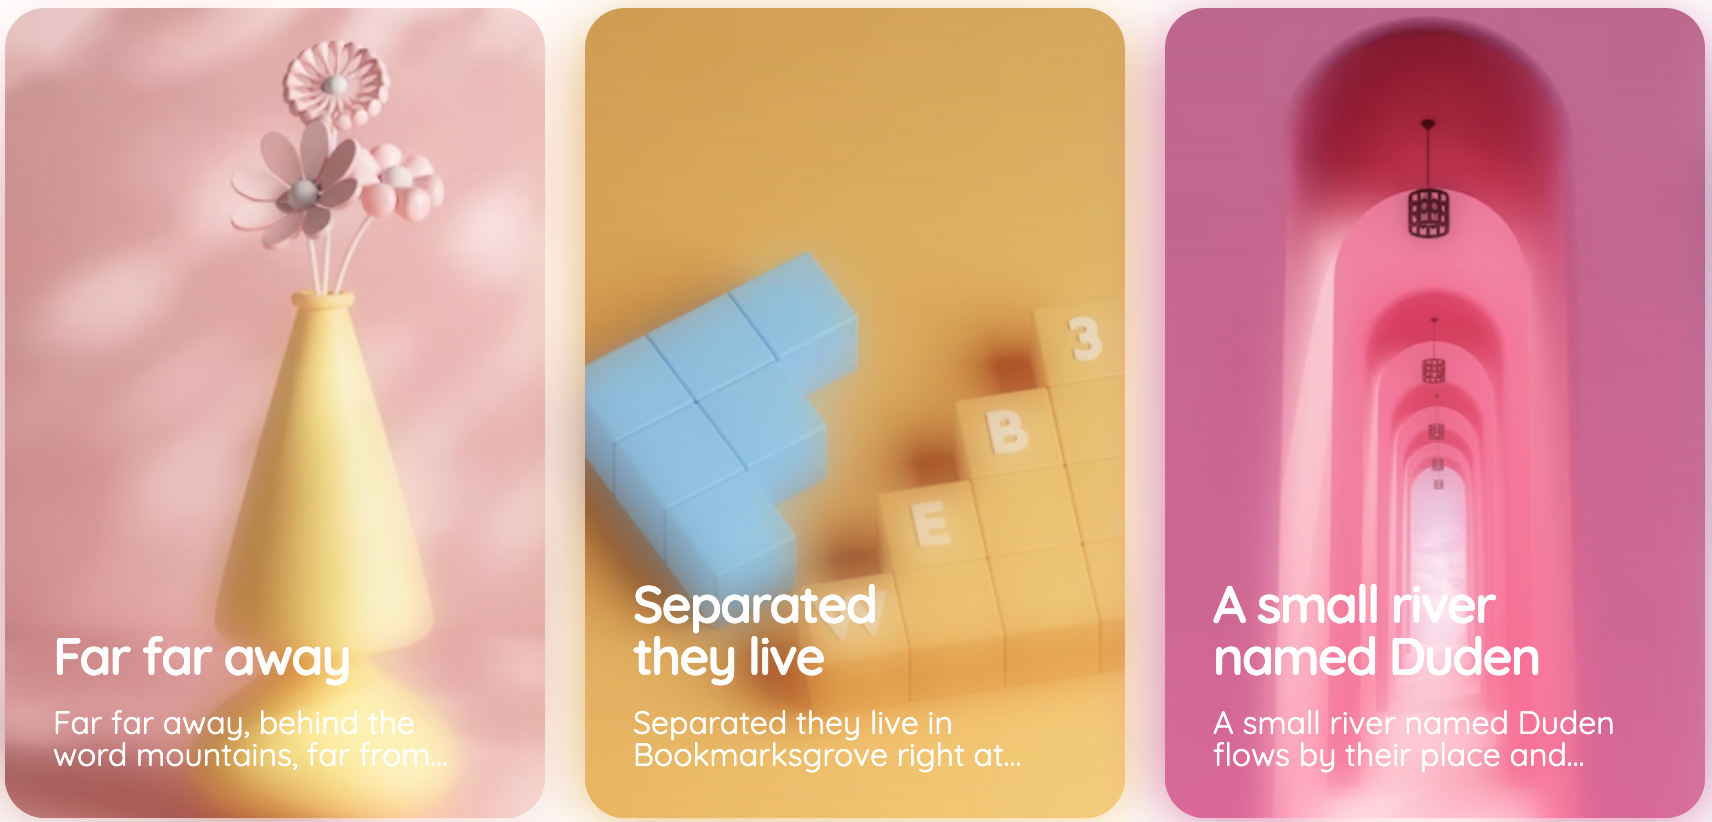 Far far away
Far far away, behind the
word mountains, far from...
3
B
E
W
Separated
they live
Separated they live in
Bookmarksgrove right at...
A small river
named Duden
A small river named Duden
flows by their place and...